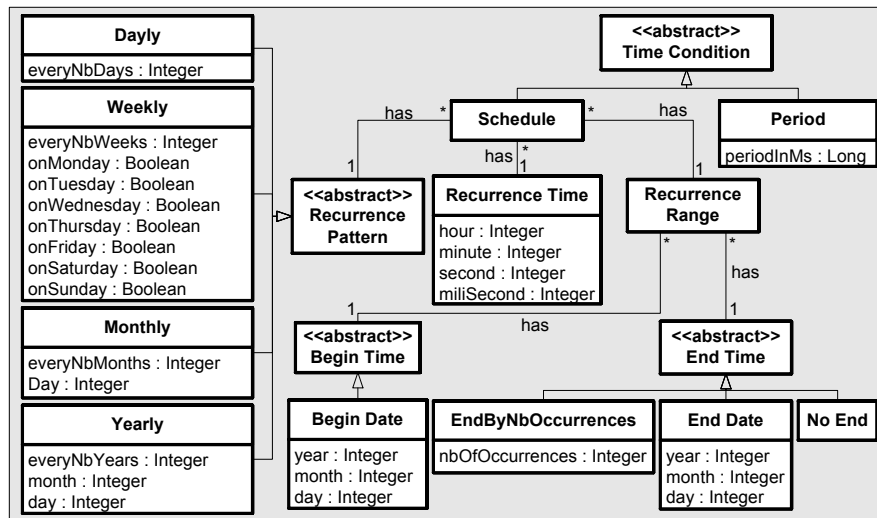 Dayly
everyNbDays : Integer
Weekly
everyNbWeeks : Integer
onMonday : Boolean
onTuesday : Boolean
onWednesday : Boolean
onThursday : Boolean
onFriday : Boolean
onSaturday : Boolean
onSunday : Boolean
Monthly
everyNbMonths : Integer
Day : Integer
Yearly
everyNbYears : Integer
month : Integer
day : Integer
<<abstract>>
Time Condition
has
*
Schedule
*
has
Period
periodInMs : Long
has
*
1
1
1
<<abstract>>
Recurrence
Pattern
Recurrence Time
hour : Integer
minute : Integer
second : Integer
miliSecond : Integer
Recurrence
Range
*
*
has
1
has
1
<<abstract>>
Begin Time
<<abstract>>
End Time
Begin Date
year : Integer
month : Integer
day : Integer
EndByNbOccurrences
nbOfOccurrences : Integer
End Date
year : Integer
month : Integer
day : Integer
No End